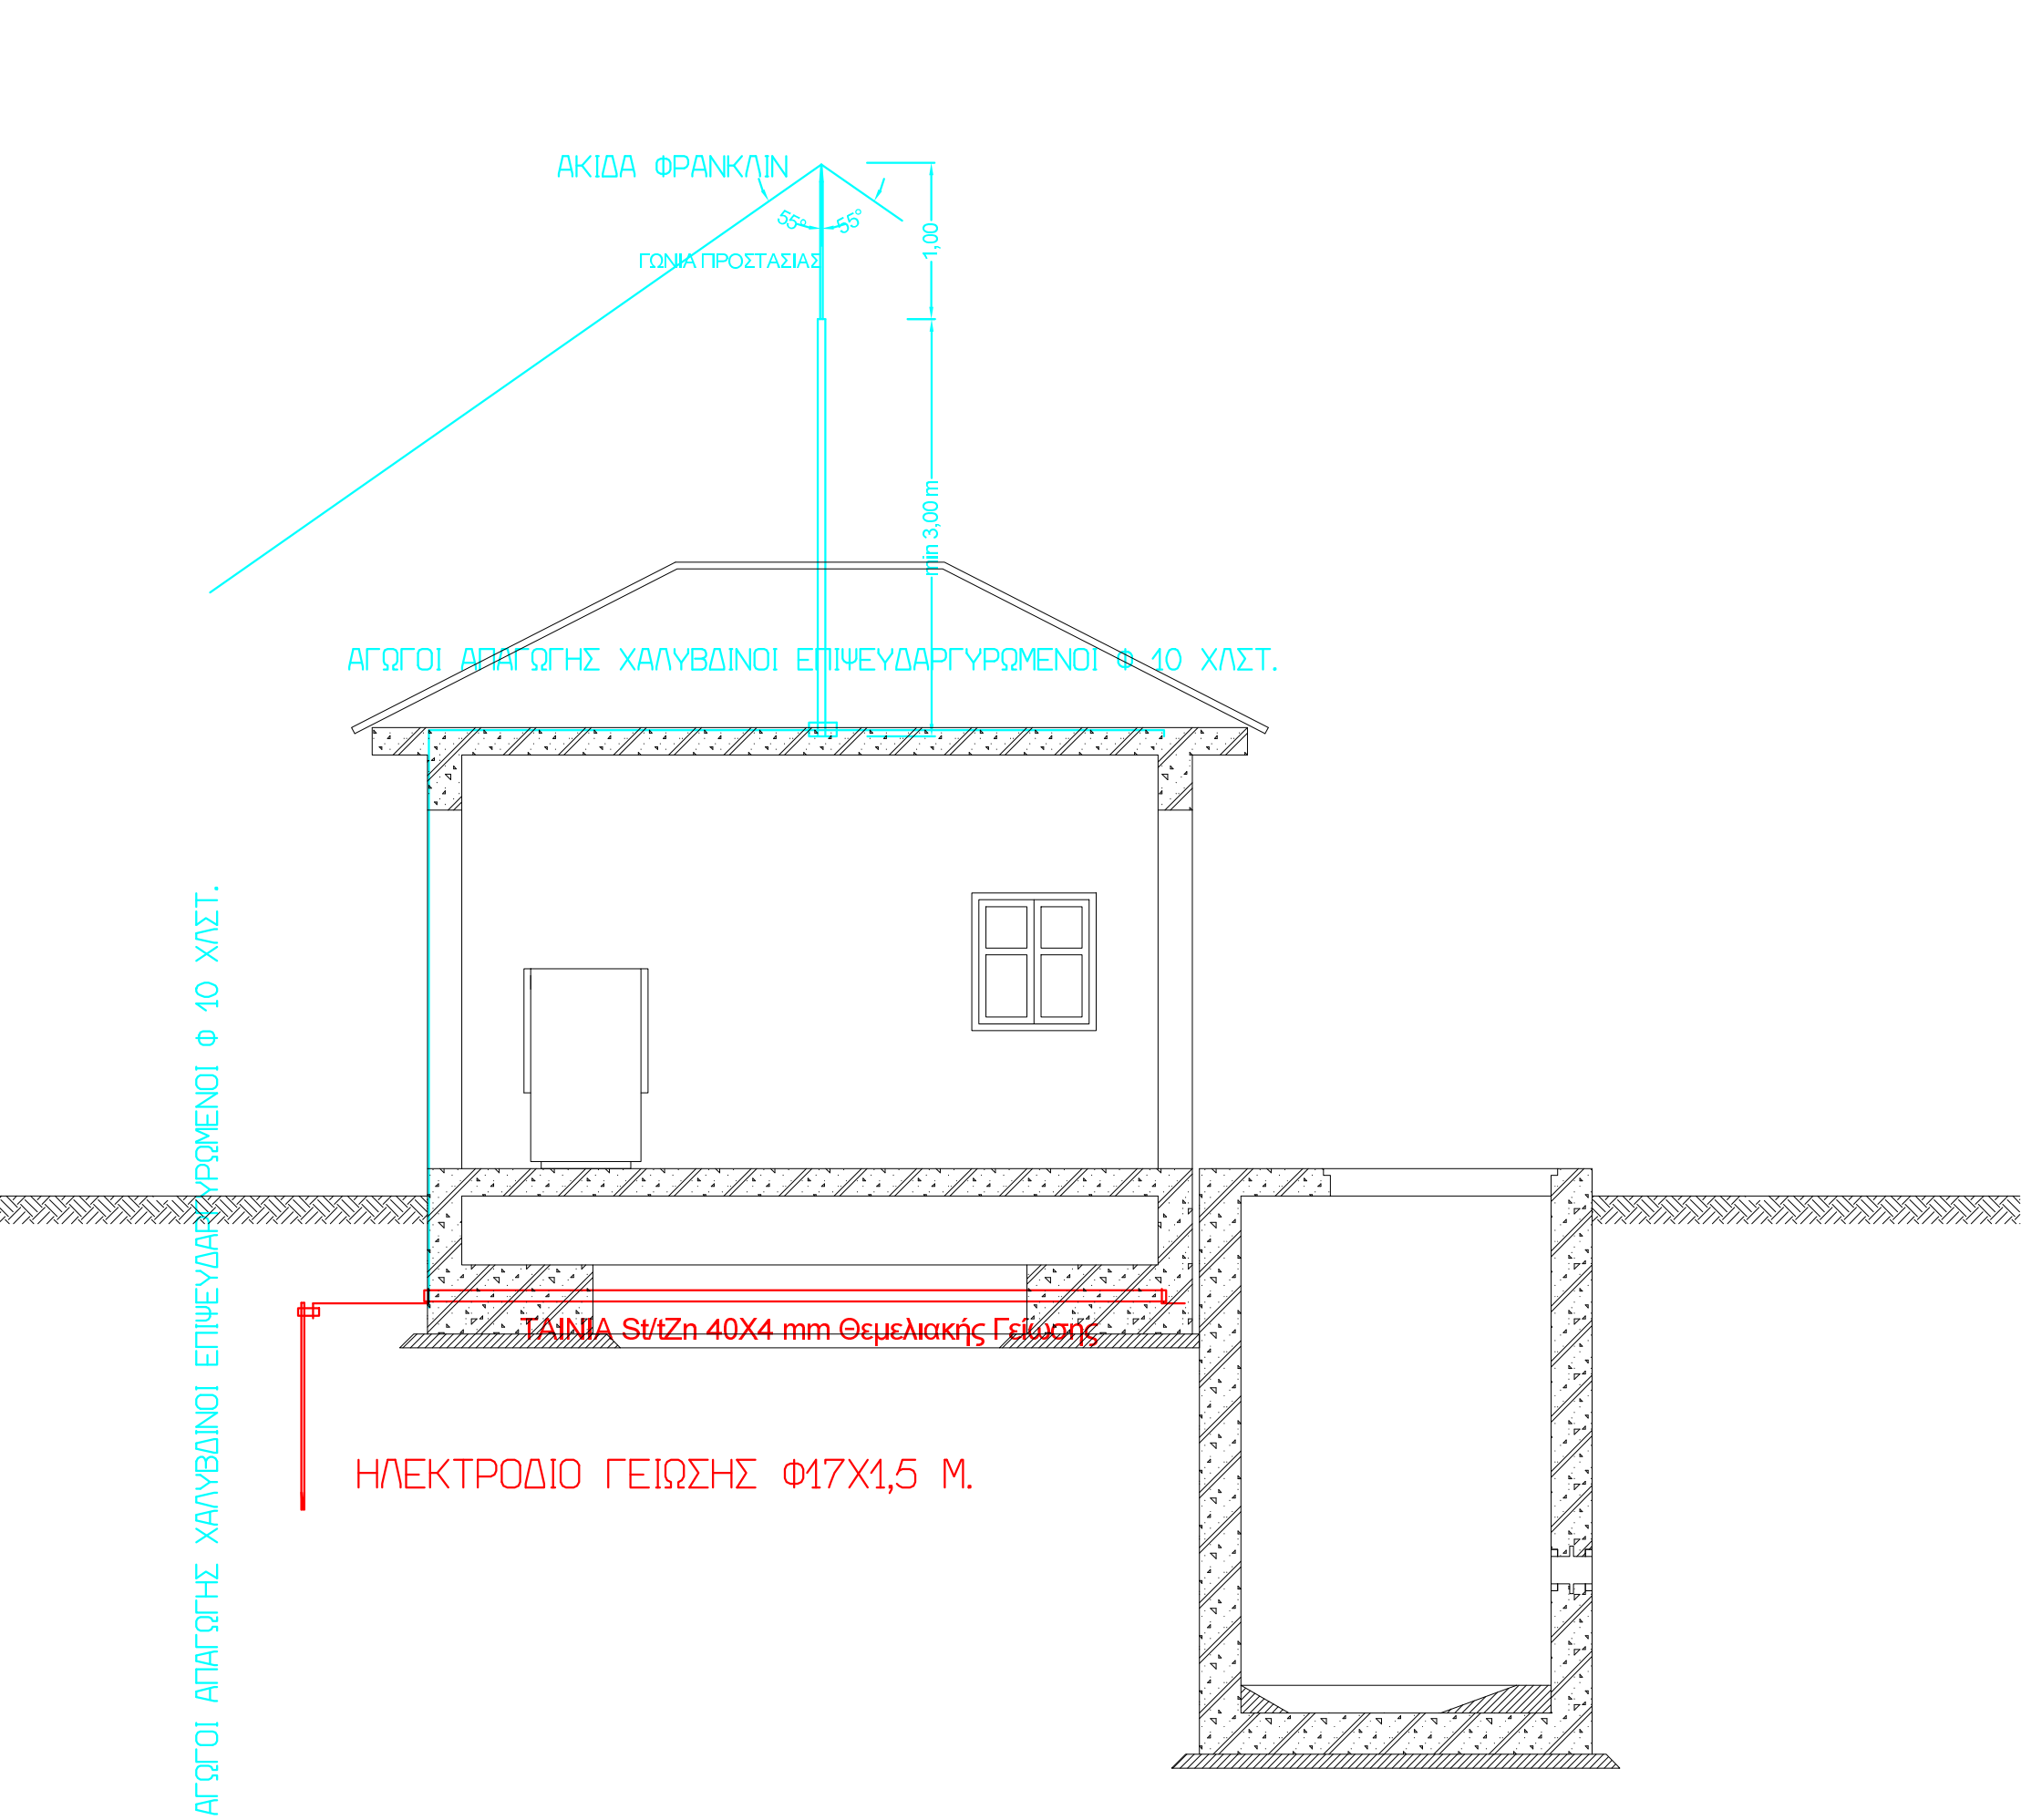 ΑΚΙΔΑ ΦΡΑΝΚΛΙΝ
55°
55°
1,00
ΓΩΝΙΑ ΠΡΟΣΤΑΣΙΑΣ
min 3,00 m
ΑΓΩΓΟΙ ΑΠΑΓΩΓΗΣ ΧΑΛΥΒΔΙΝΟΙ ΕΠΙΨΕΥΔΑΡΓΥΡΩΜΕΝΟΙ Φ 10 ΧΛΣΤ.
ΑΓΩΓΟΙ ΑΠΑΓΩΓΗΣ ΧΑΛΥΒΔΙΝΟΙ ΕΠΙΨΕΥΔΑΡΓΥΡΩΜΕΝΟΙ Φ 10 ΧΛΣΤ.
ΤΑΙΝΙΑ St/tZn 40X4 mm Θεμελιακής Γείωσης
ΗΛΕΚΤΡΟΔΙΟ ΓΕΙΩΣΗΣ Φ17Χ1,5 Μ.